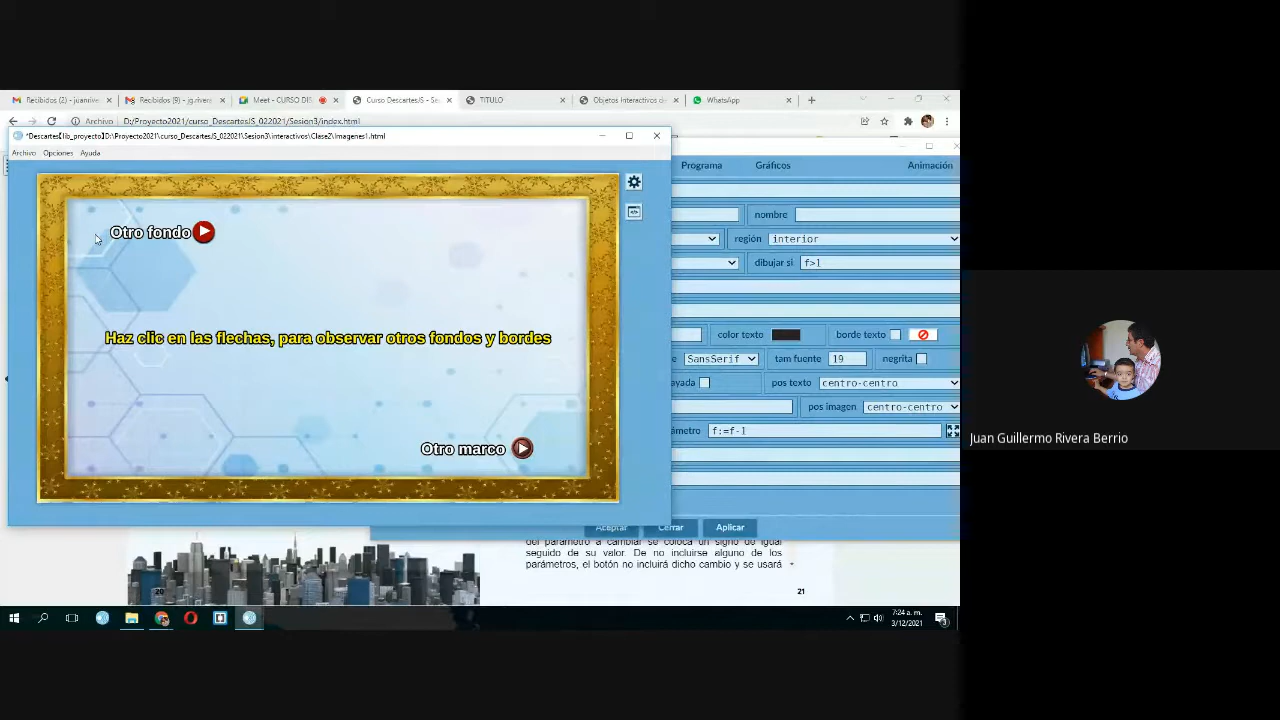 Recibidos (2) - juanrive
Recibidos (9) - jg.rivera
Meet - CURSO DIS
Curso DescartesJS - Se
TITULO
Objetos Interactivos de
WhatsApp
Archivo
D:/Proyecto2021/curso_DescartesJS_022021/Sesion3/index.html
Archivo Opciones Ayuda
Programa Gráficos Animación
nombre
región interior
dibujar si f>1
color texto borde texto
SansSerif tam fuente 19 negrita
pos texto centro-centro
pos imagen centro-centro
f:=f-1
Otro fondo
Haz clic en las flechas, para observar otros fondos y bordes
Otro marco
Aceptar Cerrar Aplicar
del parámetro a cambiar se coloca un signo de igual
seguido de su valor. De no incluirse alguno de los
parámetros, el botón no incluirá dicho cambio y se usará
20
21
7:24 a. m.
3/12/2021
Juan Guillermo Rivera Berrio